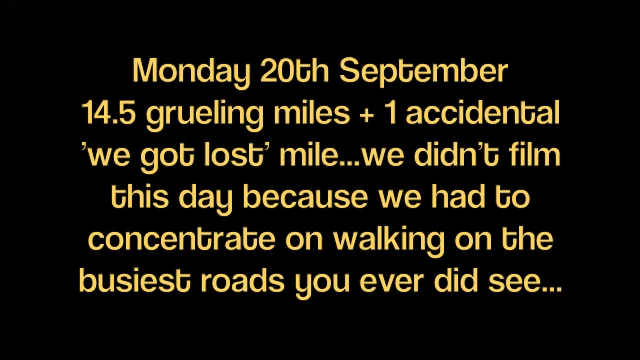 Monday 20th September
14.5 grueling miles + 1 accidental
'we got lost' mile...we didn't film
this day because we had to
concentrate on walking on the
busiest roads you ever did see...